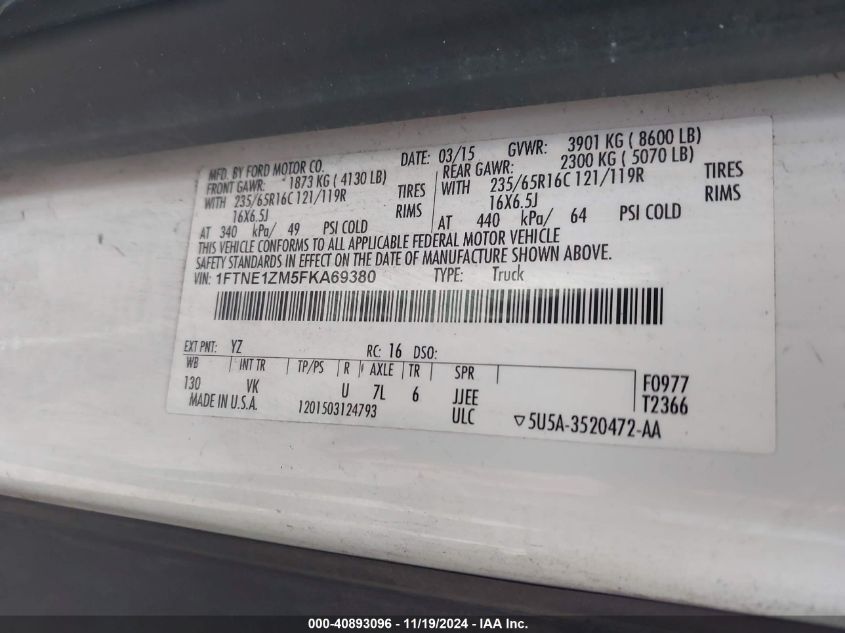 MFD. BY FORD MOTOR CO. DATE: 03/15 GVWR: 3901 KG ( 8600 LB)
FRONT GAWR: 1873 KG ( 4130 LB) REAR GAWR: 2300 KG ( 5070 LB)
WITH 235/65R16C 121/119R TIRES WITH 235/65R16C 121/119R TIRES
16X6.5J RIMS 16X6.5J RIMS
AT 340 kPa/ 49 PSI COLD AT 440 kPa/ 64 PSI COLD
THIS VEHICLE CONFORMS TO ALL APPLICABLE FEDERAL MOTOR VEHICLE
SAFETY STANDARDS IN EFFECT ON THE DATE OF MANUFACTURE SHOWN ABOVE.
VIN: 1FTNE1ZM5FKA69380 TYPE: Truck
EXT PNT: YZ RC: 16 DSO:
WB INT TR TP/PS R AXLE TR SPR
130 VK U 7L 6 JJEE F0977
MADE IN U.S.A. 1201503124793 ULC T2366
▽5U5A-3520472-AA
000-40893096 - 11/19/2024 - IAA Inc.